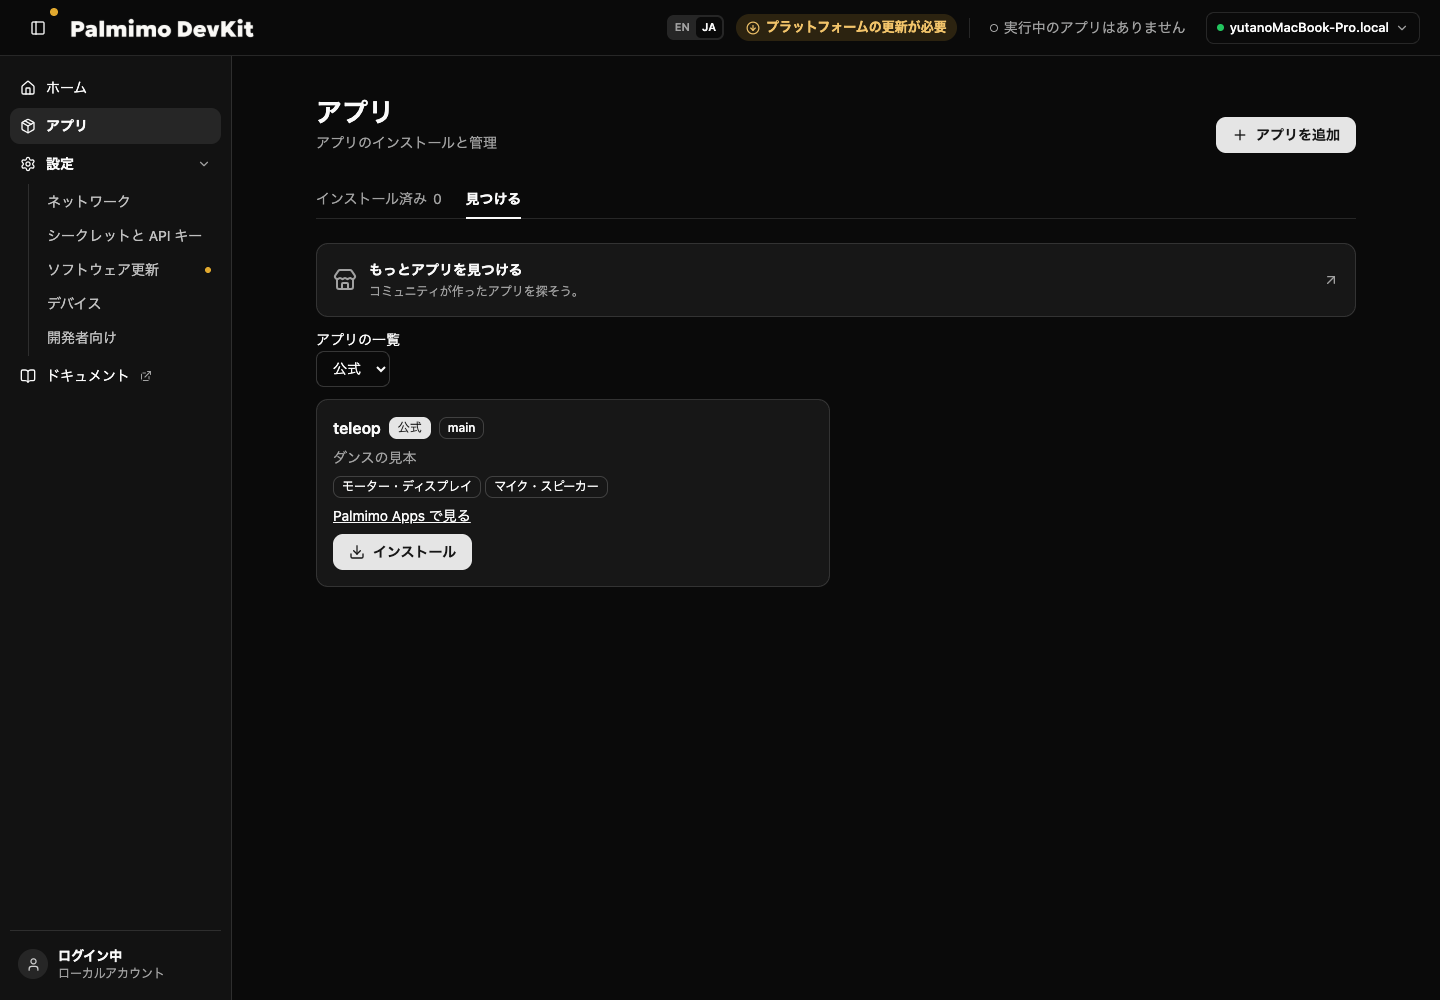 Palmimo DevKit
EN JA
プラットフォームの更新が必要
実行中のアプリはありません
yutanoMacBook-Pro.local
ホーム
アプリ
設定
ネットワーク
シークレットと API キー
ソフトウェア更新
デバイス
開発者向け
ドキュメント
ログイン中
ローカルアカウント
アプリ
アプリのインストールと管理
アプリを追加
インストール済み 0
見つける
もっとアプリを見つける
コミュニティが作ったアプリを探そう。
アプリの一覧
公式
teleop 公式 main
ダンスの見本
モーター・ディスプレイ マイク・スピーカー
Palmimo Apps で見る
インストール